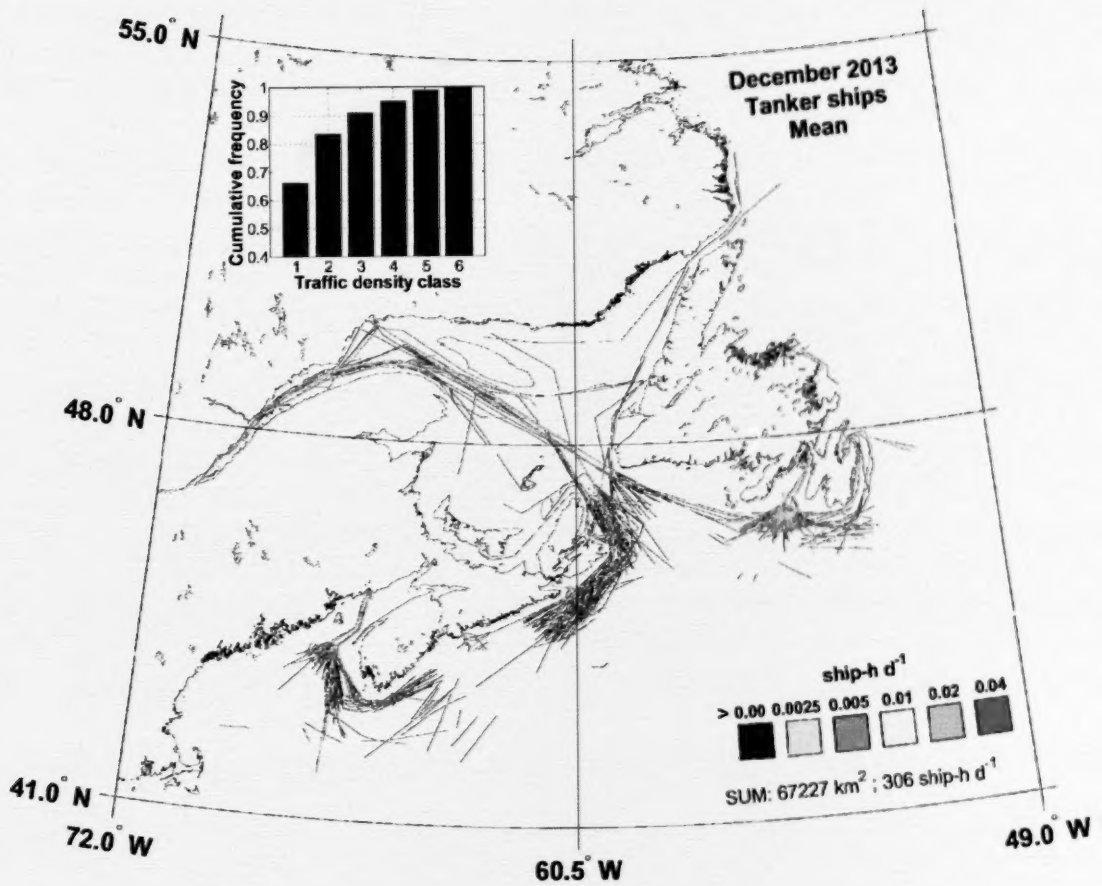 55.0° N
December 2013
Tanker ships
Mean
Cumulative frequency
1
0.9
0.8
0.7
0.6
0.5
0.4
1 2 3 4 5 6
Traffic density class
48.0° N
ship-h d⁻¹
> 0.00 0.0025 0.005 0.01 0.02 0.04
SUM: 67227 km² ; 306 ship-h d⁻¹
41.0° N
72.0° W
60.5° W
49.0° W